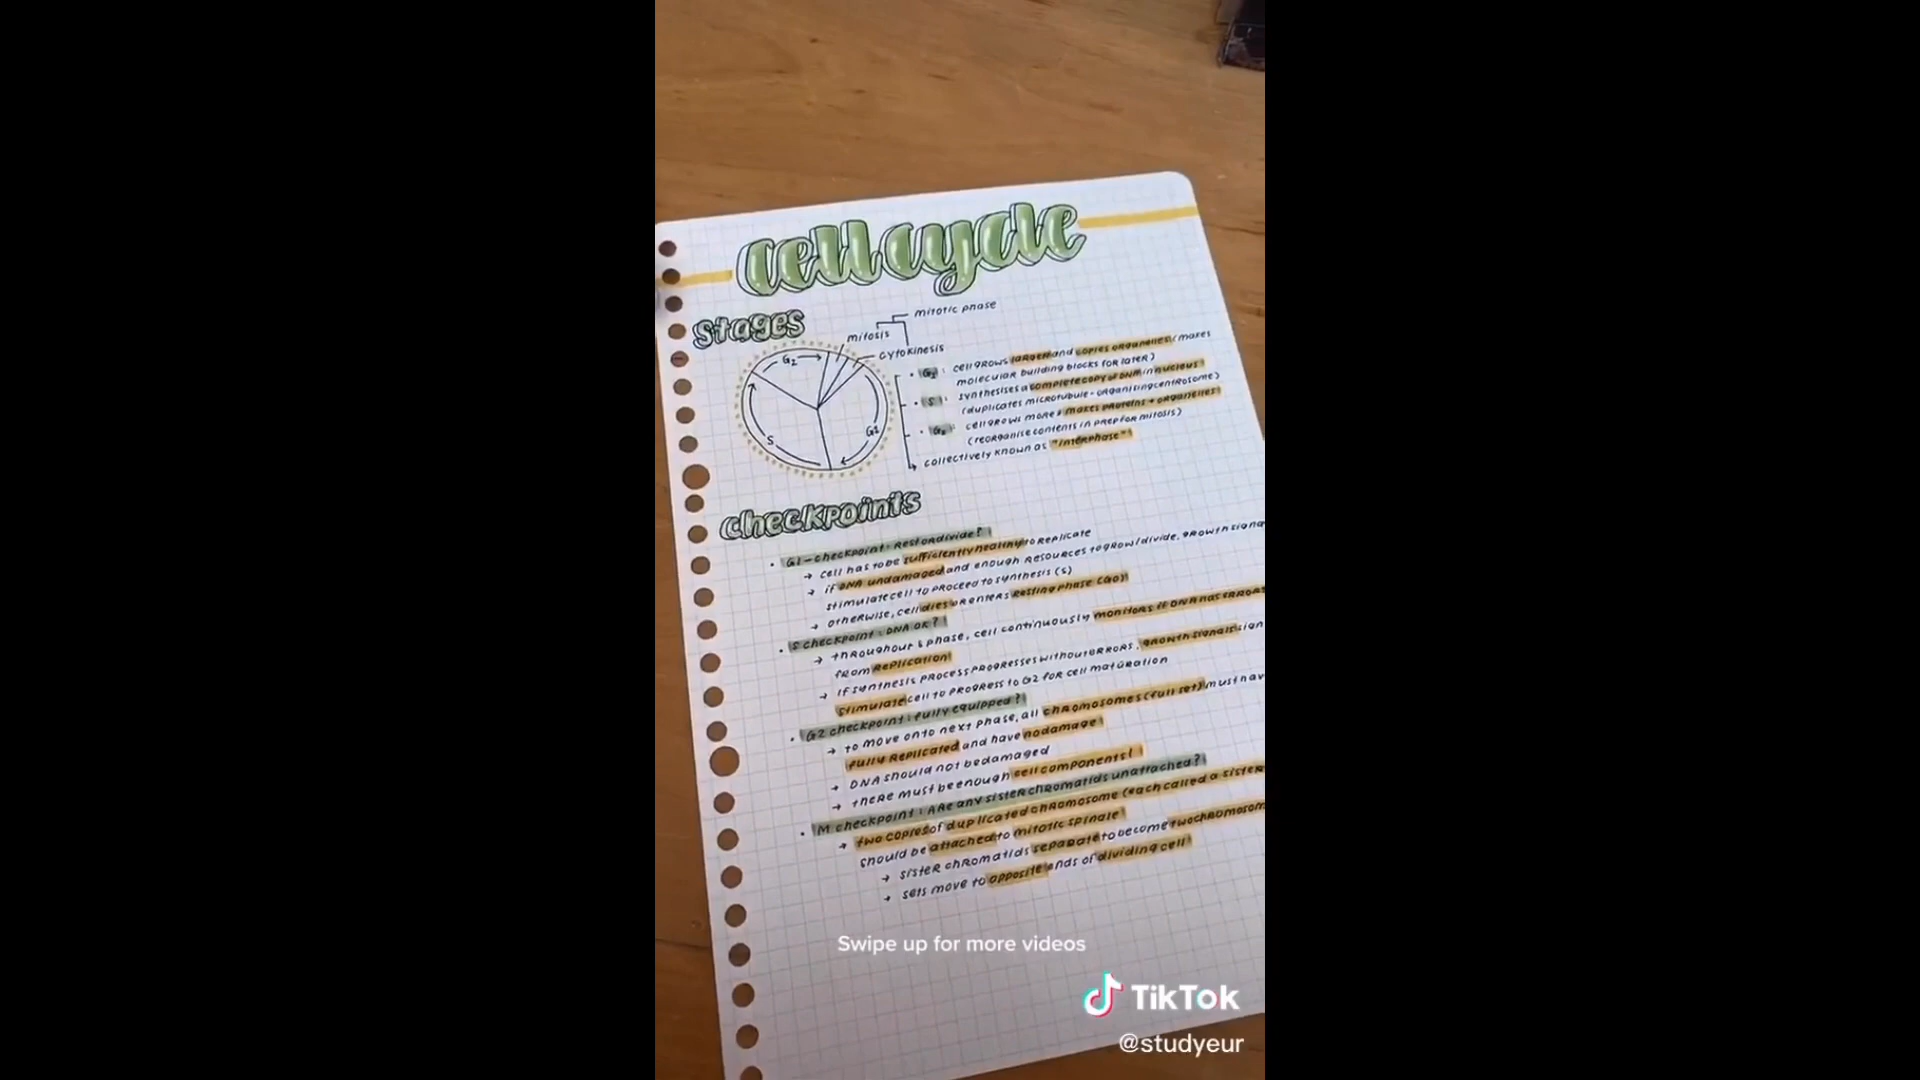 cell cycle
stages
mitotic phase
mitosis
cytokinesis
G2
S
G1
· G1: cell grows larger and copies organelles (makes
molecular building blocks for later)
· S: synthesises a complete copy of DNA in nucleus
(duplicates microtubule-organising centrosome)
· G2: cell grows more & makes proteins + organelles
(reorganise contents in prep for mitosis)
→ collectively known as "interphase"
checkpoints
· G1-checkpoint: Rest or divide?
→ cell has to be sufficiently healthy to replicate
→ if DNA undamaged and enough resources to grow/divide, growth signa
stimulate cell to proceed to synthesis (s)
→ otherwise, cell dies or enters resting phase (G0)
· S checkpoint: DNA ok?
→ throughout s phase, cell continuously monitors if DNA has errors
from replication
→ if synthesis process progresses without errors, growth signals sign
stimulate cell to progress to G2 for cell maturation
· G2 checkpoint: fully equipped?
→ to move onto next phase, all chromosomes (full set) must have
fully replicated and have no damage
→ DNA should not be damaged
→ there must be enough cell components
· M checkpoint: Are any sister chromatids unattached?
→ two copies of duplicated chromosome (each called a sister
should be attached to mitotic spindle
→ sister chromatids separate to become two chromosom
→ sets move to opposite ends of dividing cell
Swipe up for more videos
TikTok
@studyeur